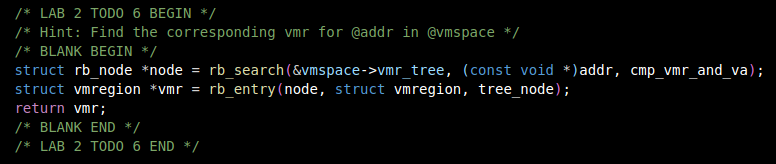 /* LAB 2 TODO 6 BEGIN */
/* Hint: Find the corresponding vmr for @addr in @vmspace */
/* BLANK BEGIN */
struct rb_node *node = rb_search(&vmspace->vmr_tree, (const void *)addr, cmp_vmr_and_va);
struct vmregion *vmr = rb_entry(node, struct vmregion, tree_node);
return vmr;
/* BLANK END */
/* LAB 2 TODO 6 END */